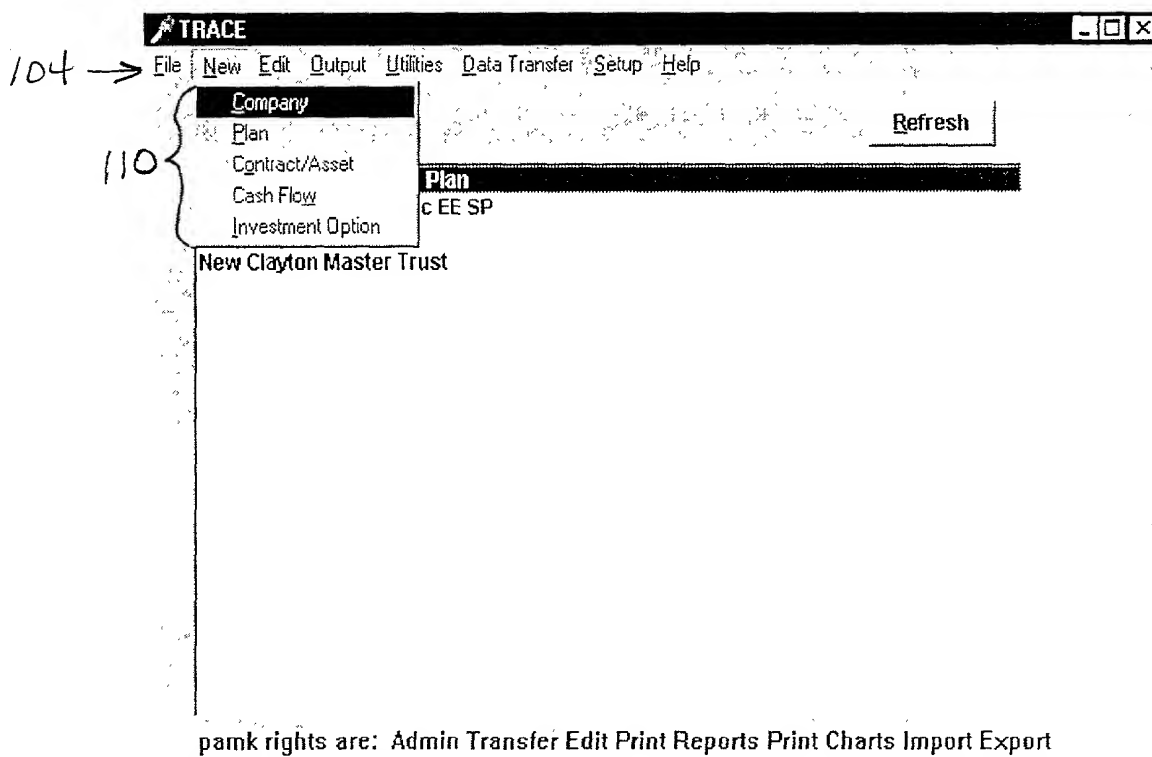 TRACE
104 → File New Edit Output Utilities Data Transfer Setup Help
Company
Refresh
Plan
110
Contract/Asset
Plan
Cash Flow
c EE SP
Investment Option
New Clayton Master Trust
pamk rights are: Admin Transfer Edit Print Reports Print Charts Import Export